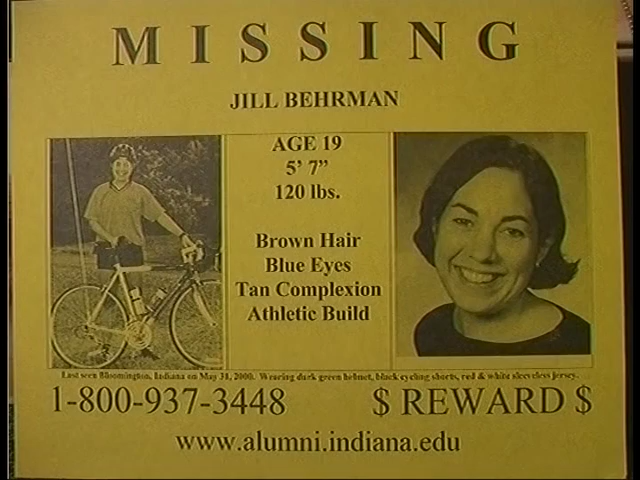 MISSING
JILL BEHRMAN
AGE 19
5' 7"
120 lbs.
Brown Hair
Blue Eyes
Tan Complexion
Athletic Build
Last seen Bloomington, Indiana on May 31, 2000. Wearing dark green helmet, black cycling shorts, red & white sleeveless jersey.
1-800-937-3448
$ REWARD $
www.alumni.indiana.edu